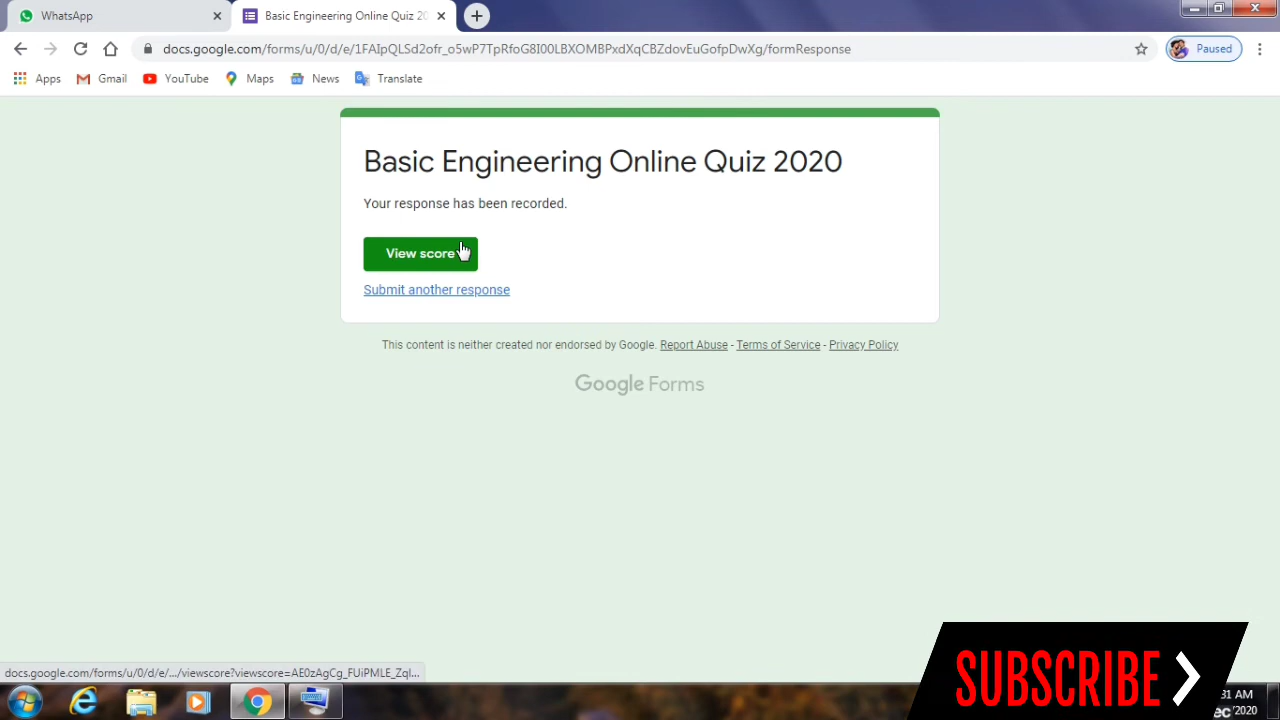 WhatsApp
Basic Engineering Online Quiz 20
docs.google.com/forms/u/0/d/e/1FAIpQLSd2ofr_o5wP7TpRfoG8I00LBXOMBPxdXqCBZdovEuGofpDwXg/formResponse
Paused
Apps
Gmail
YouTube
Maps
News
Translate
Basic Engineering Online Quiz 2020
Your response has been recorded.
View score
Submit another response
This content is neither created nor endorsed by Google. Report Abuse - Terms of Service - Privacy Policy
Google Forms
docs.google.com/forms/u/0/d/e/.../viewscore?viewscore=AE0zAgCg_FUiPMLE_Zql...
SUBSCRIBE
31 AM
ec/2020